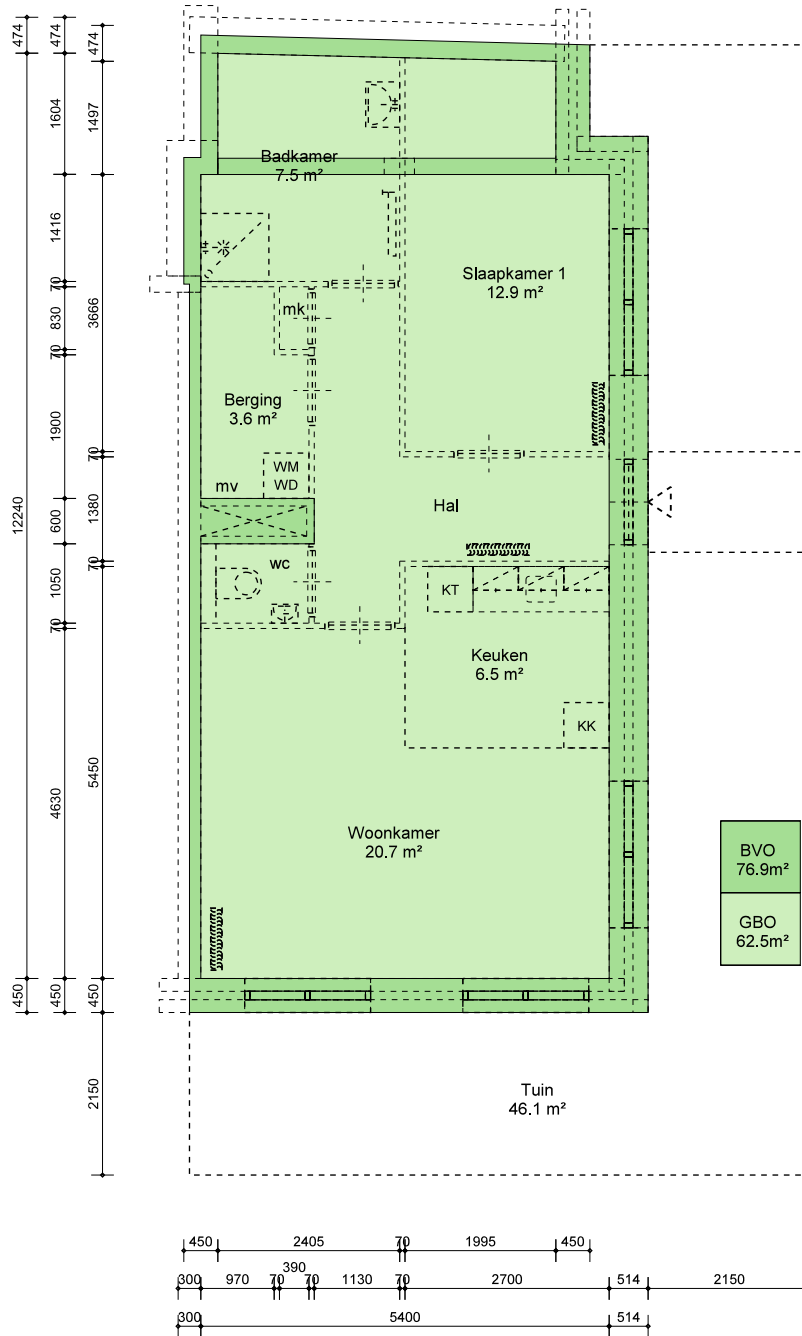 474
474
474
1604
1497
Badkamer
7.5 m²
1416
Slaapkamer 1
12.9 m²
70
mk
830
3666
70
Berging
3.6 m²
1900
70
WM
WD
mv
Hal
12240
600
1380
wc
70
1050
KT
70
Keuken
6.5 m²
KK
5450
4630
Woonkamer
20.7 m²
BVO
76.9m²
GBO
62.5m²
450
450
450
2150
Tuin
46.1 m²
450
2405
70
1995
450
390
300
970
70
70
1130
70
2700
514
2150
300
5400
514